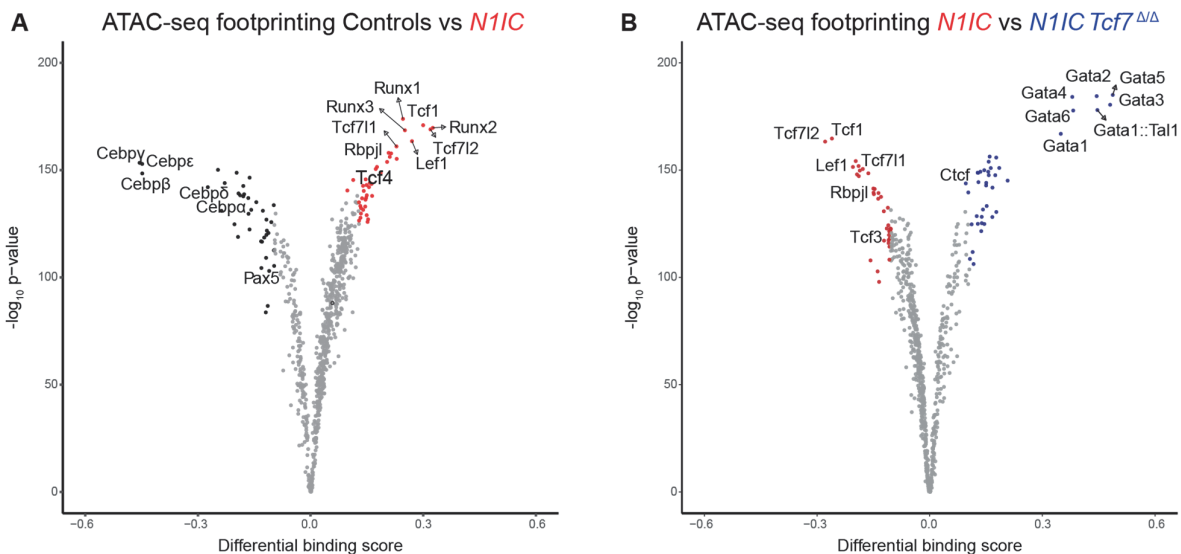 A
ATAC-seq footprinting Controls vs N1IC
200
150
100
50
0
-log10 p-value
−0.6
−0.3
0.0
0.3
0.6
Differential binding score
Runx1
Runx3
Tcf1
Tcf7l1
Runx2
Rbpjl
Tcf7l2
Lef1
Tcf4
Cebpγ
Cebpε
Cebpβ
Cebpδ
Cebpα
Pax5
B
ATAC-seq footprinting N1IC vs N1IC Tcf7 Δ/Δ
200
150
100
50
0
-log10 p-value
−0.6
−0.3
0.0
0.3
0.6
Differential binding score
Gata2
Gata5
Gata4
Gata3
Gata6
Gata1::Tal1
Gata1
Tcf7l2
Tcf1
Lef1
Tcf7l1
Ctcf
Rbpjl
Tcf3